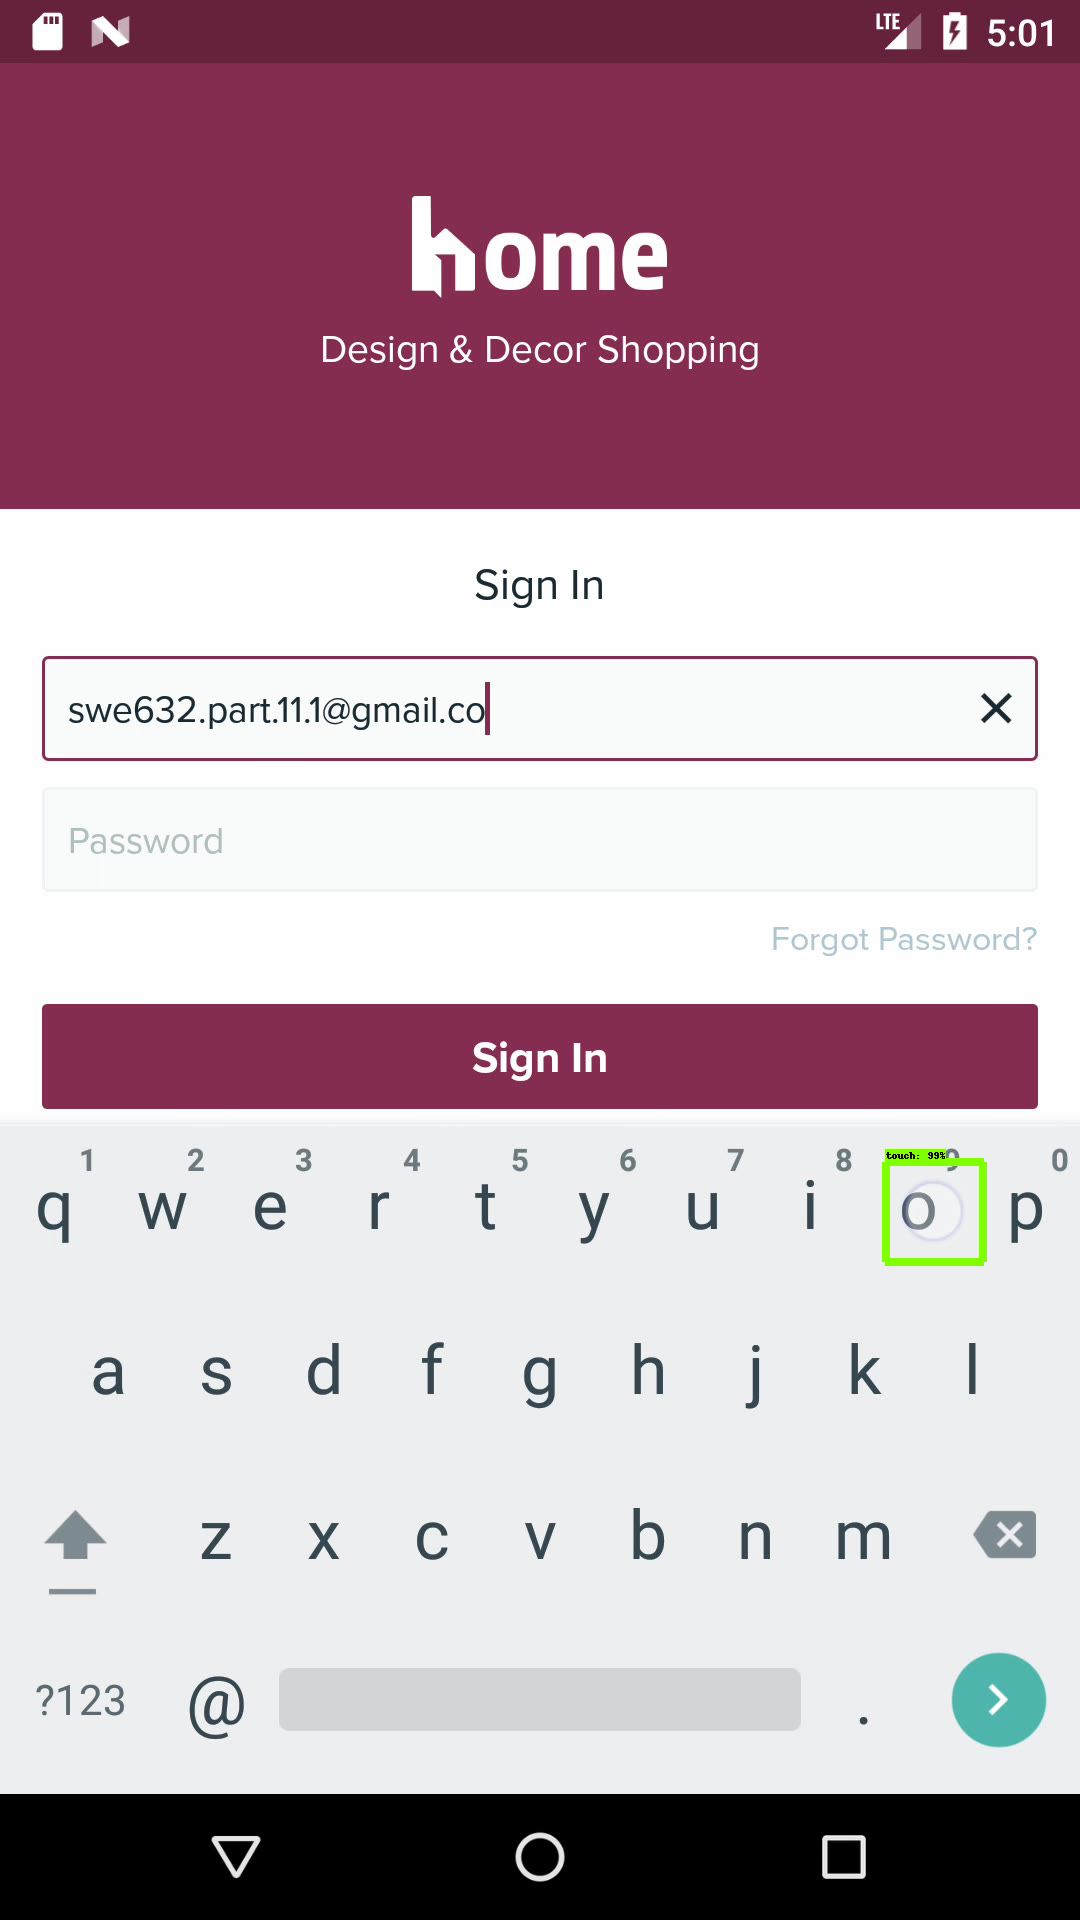 LTE 5:01
home
Design & Decor Shopping
Sign In
swe632.part.11.1@gmail.co
Password
Forgot Password?
Sign In
1 2 3 4 5 6 7 8 9 0
touch: 99%
q w e r t y u i o p
a s d f g h j k l
z x c v b n m
?123 @ .